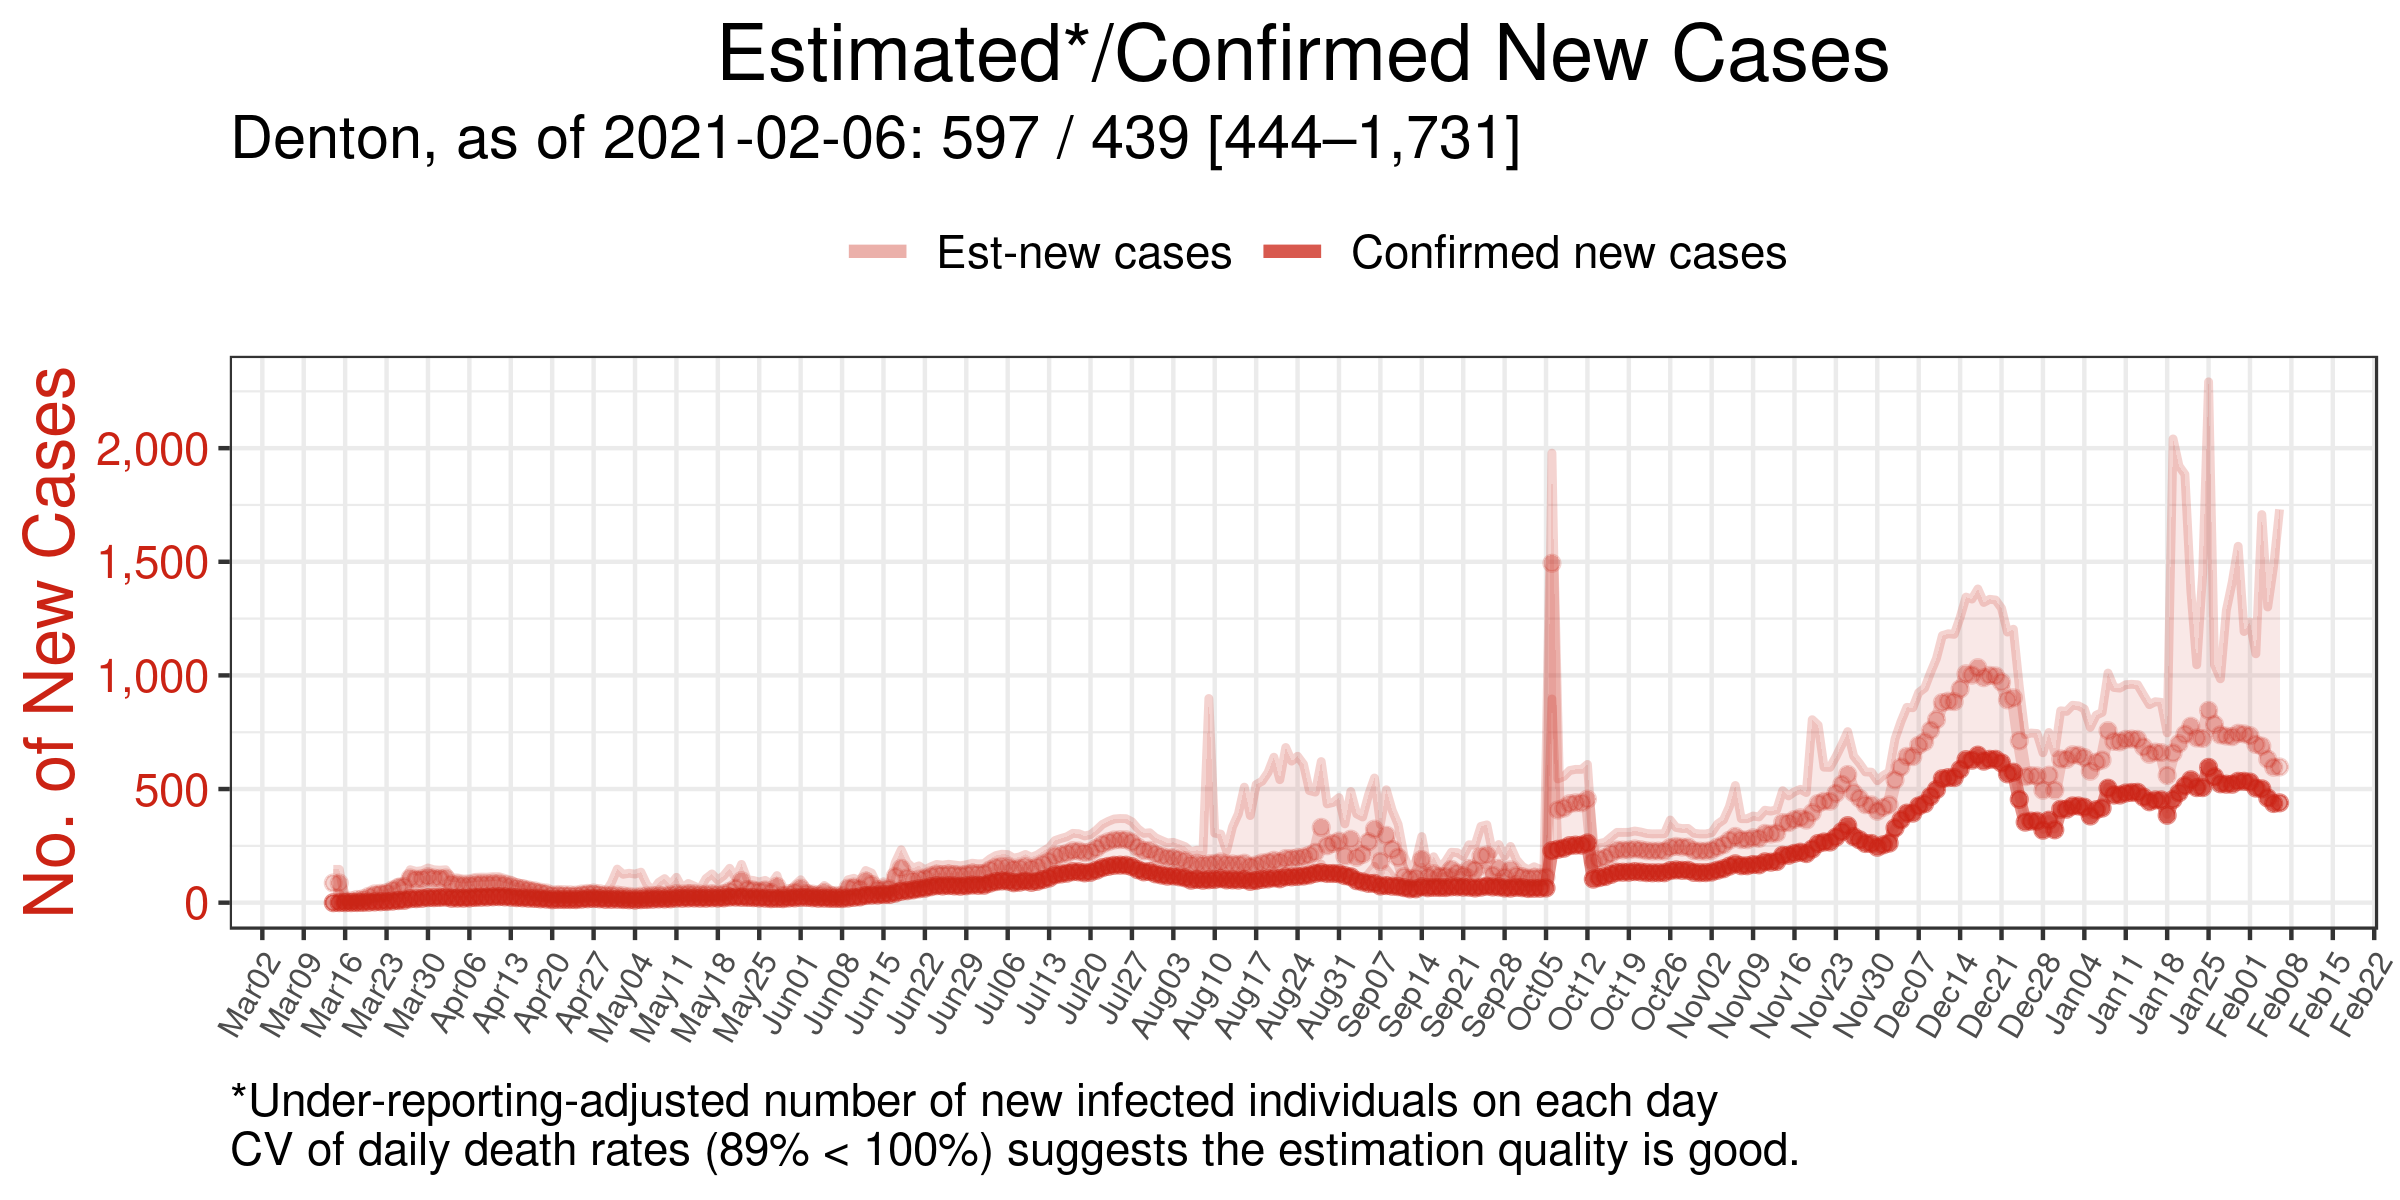 Estimated*/Confirmed New Cases
Denton, as of 2021-02-06: 597 / 439 [444–1,731]
Est-new cases
Confirmed new cases
No. of New Cases
2,000
1,500
1,000
500
0
Mar02
Mar09
Mar16
Mar23
Mar30
Apr06
Apr13
Apr20
Apr27
May04
May11
May18
May25
Jun01
Jun08
Jun15
Jun22
Jun29
Jul06
Jul13
Jul20
Jul27
Aug03
Aug10
Aug17
Aug24
Aug31
Sep07
Sep14
Sep21
Sep28
Oct05
Oct12
Oct19
Oct26
Nov02
Nov09
Nov16
Nov23
Nov30
Dec07
Dec14
Dec21
Dec28
Jan04
Jan11
Jan18
Jan25
Feb01
Feb08
Feb15
Feb22
*Under-reporting-adjusted number of new infected individuals on each day
CV of daily death rates (89% < 100%) suggests the estimation quality is good.